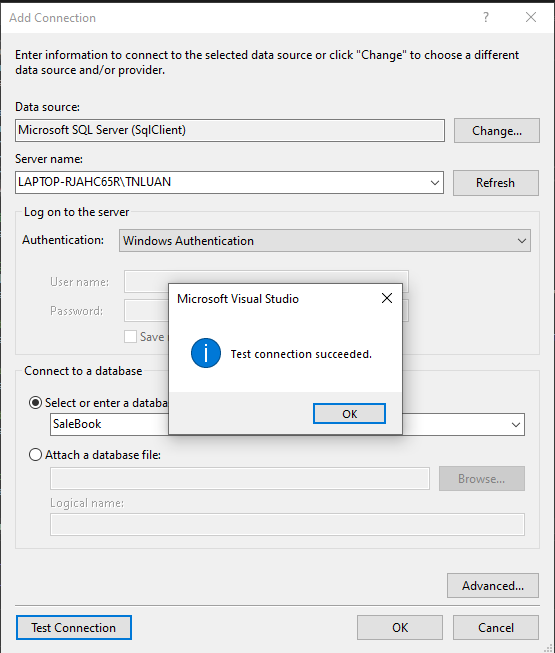 Add Connection
Enter information to connect to the selected data source or click "Change" to choose a different
data source and/or provider.
Data source:
Microsoft SQL Server (SqlClient)
Change...
Server name:
LAPTOP-RJAHC65R\TNLUAN
Refresh
Log on to the server
Authentication:
Windows Authentication
User name:
Password:
Save
Microsoft Visual Studio
Test connection succeeded.
OK
Connect to a database
Select or enter a databa
SaleBook
Attach a database file:
Browse...
Logical name:
Advanced...
Test Connection
OK
Cancel